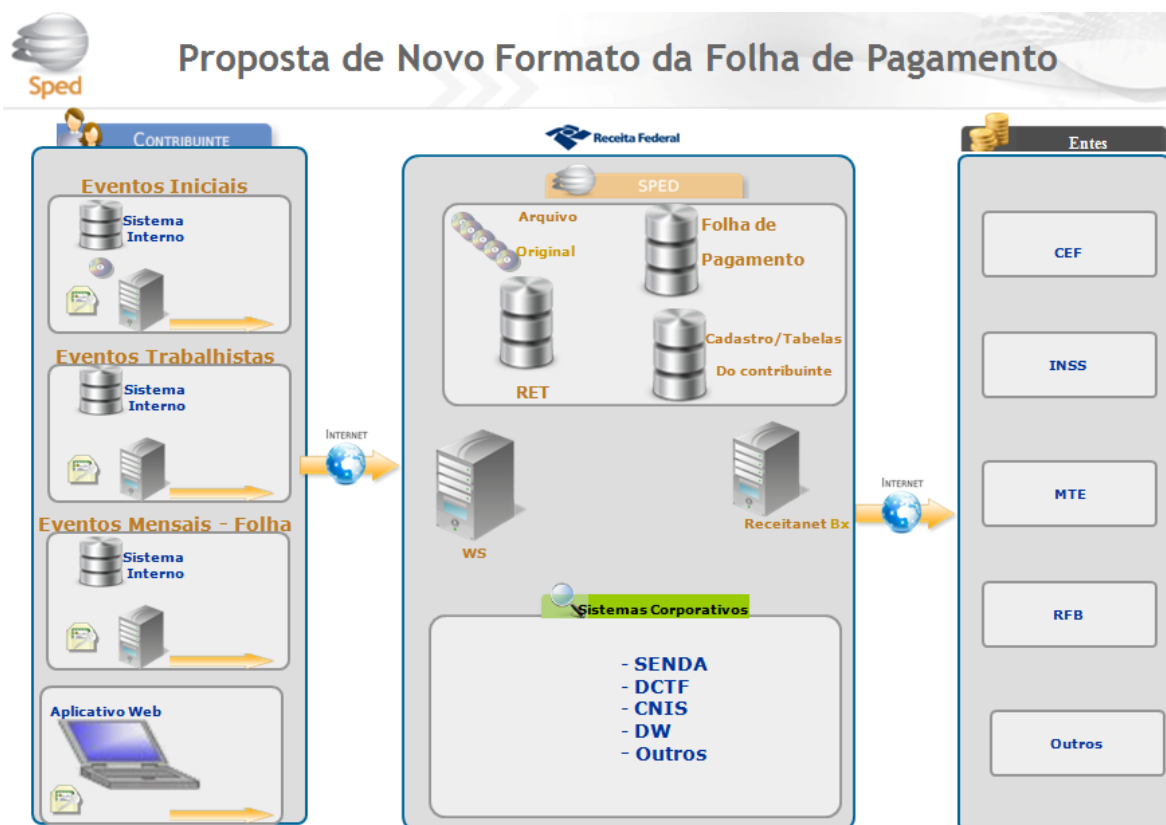 Sped
Proposta de Novo Formato da Folha de Pagamento
CONTRIBUINTE
Eventos Iniciais
Sistema
Interno
Eventos Trabalhistas
Sistema
Interno
Eventos Mensais - Folha
Sistema
Interno
Aplicativo Web
INTERNET
Receita Federal
SPED
Arquivo
Original
RET
Folha de
Pagamento
Cadastro/Tabelas
Do contribuinte
WS
Receitanet Bx
Sistemas Corporativos
- SENDA
- DCTF
- CNIS
- DW
- Outros
INTERNET
Entes
CEF
INSS
MTE
RFB
Outros